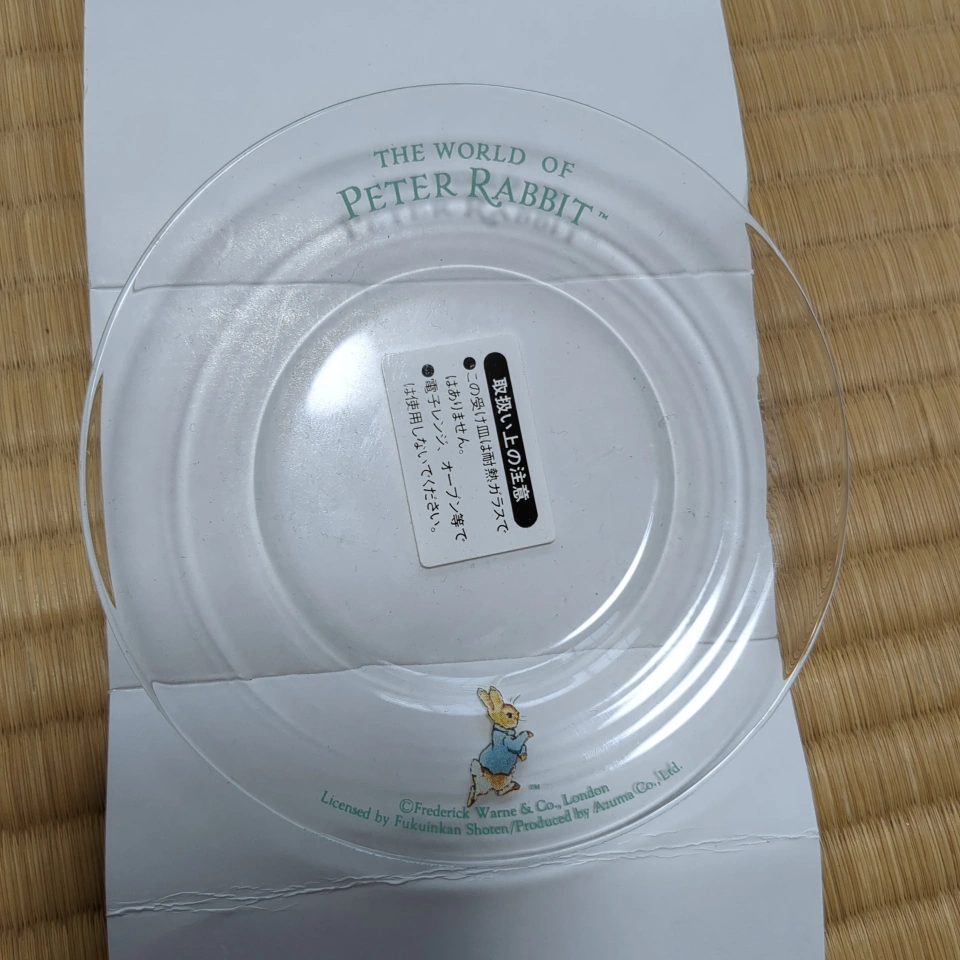 THE WORLD OF
PETER RABBIT™
取扱い上の注意
●この受け皿は耐熱ガラスで
はありません。
●電子レンジ、オーブン等で
は使用しないでください。
™
©Frederick Warne & Co., London
Licensed by Fukuinkan Shoten/Produced by Azuma Co., Ltd.